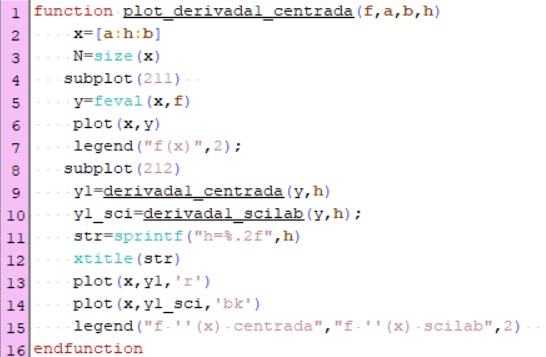 1 function plot_derivada1_centrada(f,a,b,h)
2 x=[a:h:b]
3 N=size(x)
4 subplot(211)
5 y=feval(x,f)
6 plot(x,y)
7 legend("f(x)",2);
8 subplot(212)
9 y1=derivada1_centrada(y,h)
10 y1_sci=derivada1_scilab(y,h);
11 str=sprintf("h=%.2f",h)
12 xtitle(str)
13 plot(x,y1,'r')
14 plot(x,y1_sci,'bk')
15 legend("f ''(x) centrada","f ''(x) scilab",2)
16 endfunction